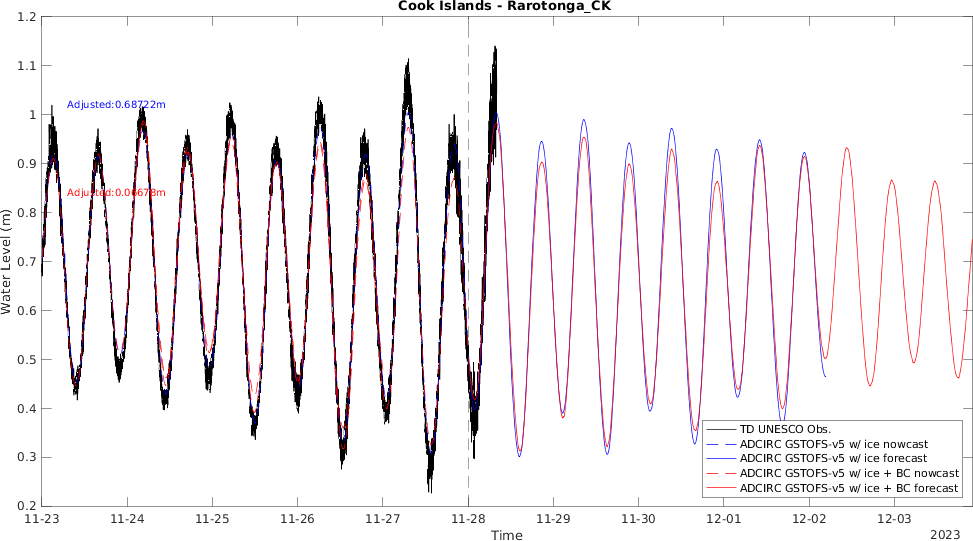 Cook Islands - Rarotonga_CK
1.2
1.1
1
0.9
0.8
0.7
0.6
0.5
0.4
0.3
0.2
Water Level (m)
Adjusted:0.68722m
Adjusted:0.06678m
TD UNESCO Obs.
ADCIRC GSTOFS-v5 w/ ice nowcast
ADCIRC GSTOFS-v5 w/ ice forecast
ADCIRC GSTOFS-v5 w/ ice + BC nowcast
ADCIRC GSTOFS-v5 w/ ice + BC forecast
11-23 11-24 11-25 11-26 11-27 11-28 11-29 11-30 12-01 12-02 12-03
Time
2023